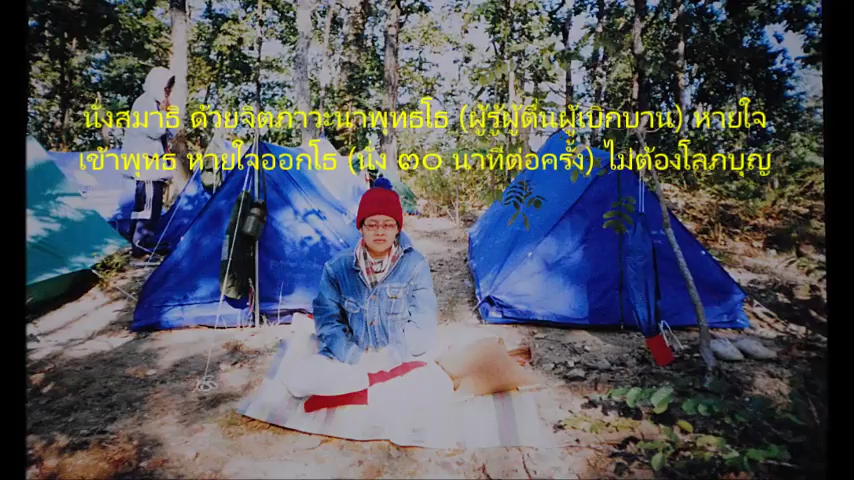 นั่งสมาธิ ด้วยจิตภาวะนาพุทธโธ (ผู้รู้ผู้ตื่นผู้เบิกบาน) หายใจ
เข้าพุทธ หายใจออกโธ (นั่ง ๓๐ นาทีต่อครั้ง) ไม่ต้องโลภบุญ